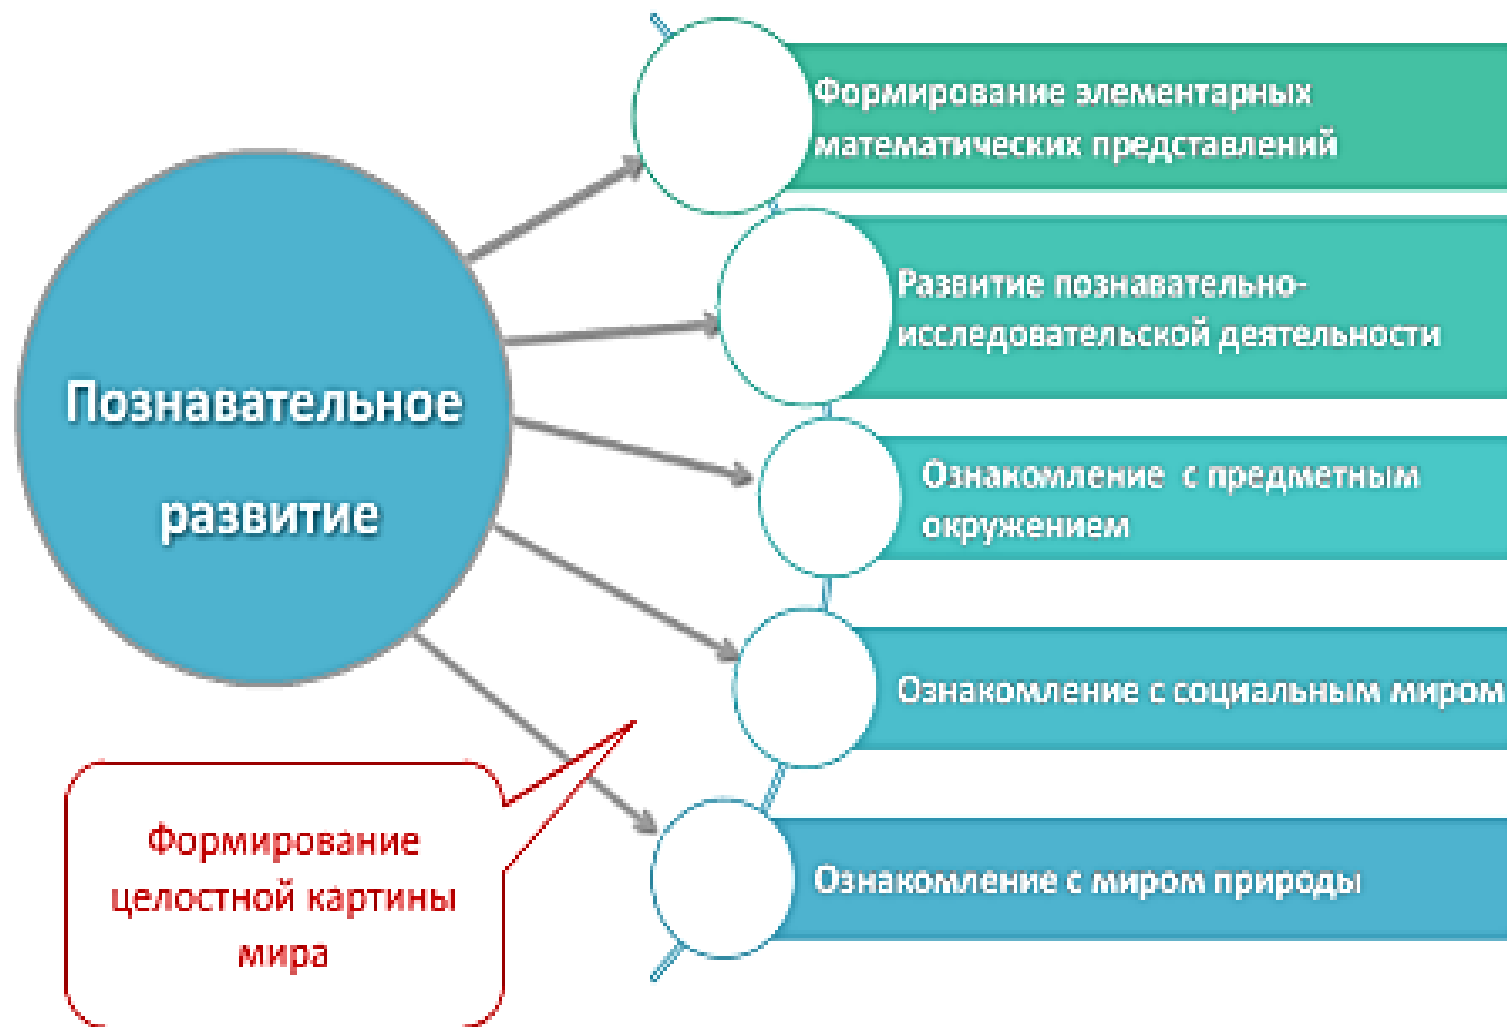 Познавательное
развитие
Формирование элементарных
математических представлений
Развитие познавательно-
исследовательской деятельности
Ознакомление с предметным
окружением
Ознакомление с социальным миром
Ознакомление с миром природы
Формирование
целостной картины
мира